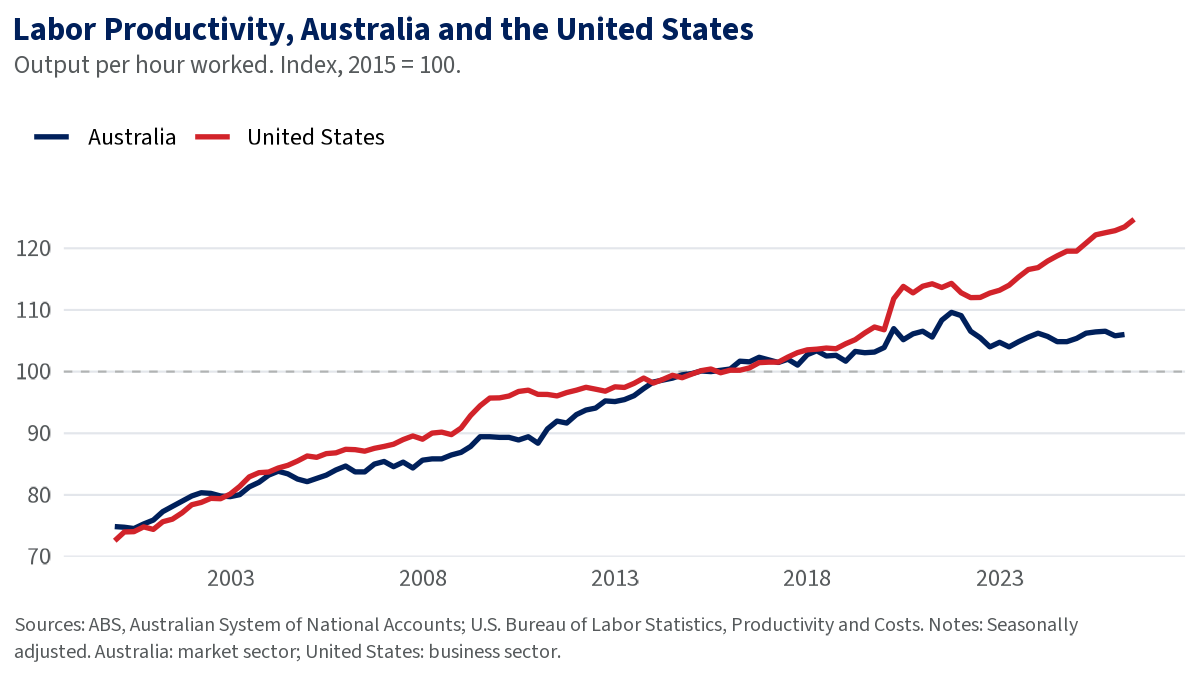 Labor Productivity, Australia and the United States
Output per hour worked. Index, 2015 = 100.
Australia United States
120
110
100
90
80
70
2003 2008 2013 2018 2023
Sources: ABS, Australian System of National Accounts; U.S. Bureau of Labor Statistics, Productivity and Costs. Notes: Seasonally
adjusted. Australia: market sector; United States: business sector.